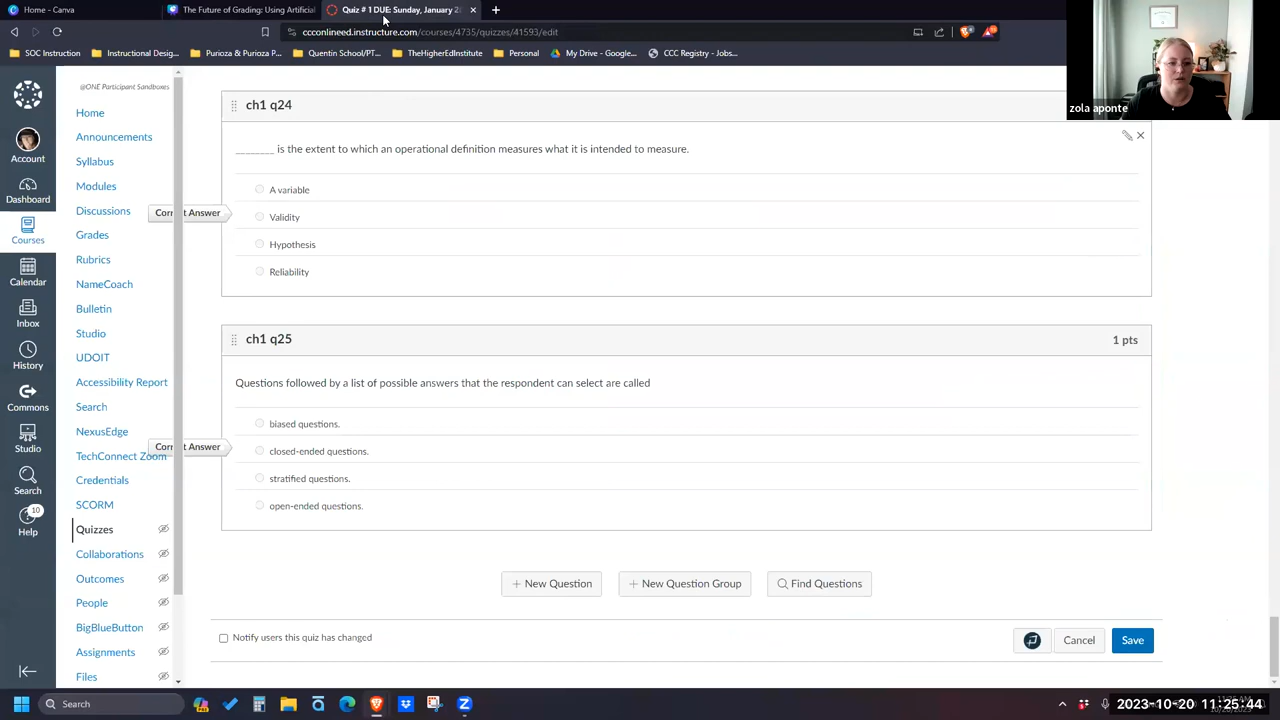 Home - Canva
The Future of Grading: Using Artificial
Quiz # 1 DUE: Sunday, January 2
cccconlineed.instructure.com/courses/4735/quizzes/41593/edit
SOC Instruction
Instructional Desig...
Purioza & Purioza P...
Quentin School/PT...
TheHigherEdInstitute
Personal
My Drive - Google...
CCC Registry - Jobs...
zola aponte
@ONE Participant Sandboxes
Home
Announcements
Syllabus
Modules
Discussions
Grades
Rubrics
NameCoach
Bulletin
Studio
UDOIT
Accessibility Report
Search
NexusEdge
TechConnect Zoom
Credentials
SCORM
Quizzes
Collaborations
Outcomes
People
BigBlueButton
Assignments
Files
Account
Dashboard
Courses
Calendar
Inbox
History
Commons
Studio
Search
10
Help
ch1 q24
________ is the extent to which an operational definition measures what it is intended to measure.
A variable
Correct Answer
Validity
Hypothesis
Reliability
ch1 q25
1 pts
Questions followed by a list of possible answers that the respondent can select are called
biased questions.
Correct Answer
closed-ended questions.
stratified questions.
open-ended questions.
+ New Question
+ New Question Group
Find Questions
Notify users this quiz has changed
Cancel
Save
Search
2023-10-20 11:25:44